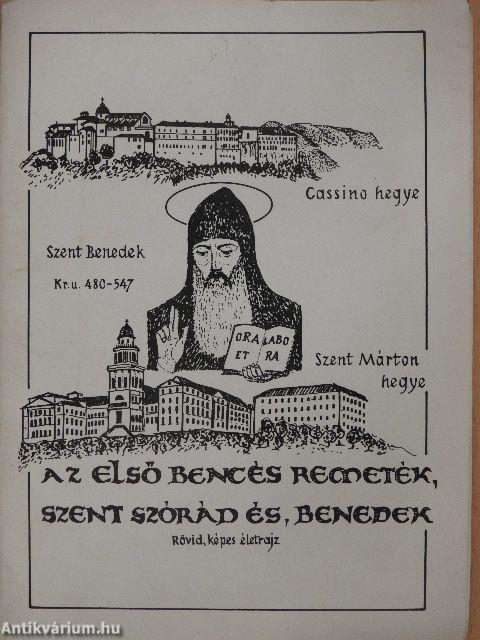 Cassino hegye
Szent Benedek
Kr.u. 480-547
ORA LABO
ET RA
Szent Márton
hegye
AZ ELSŐ BENCÉS REMETÉK,
SZENT SZÓRÁD ÉS, BENEDEK
Rövid, képes életrajz
Antikvárium.hu